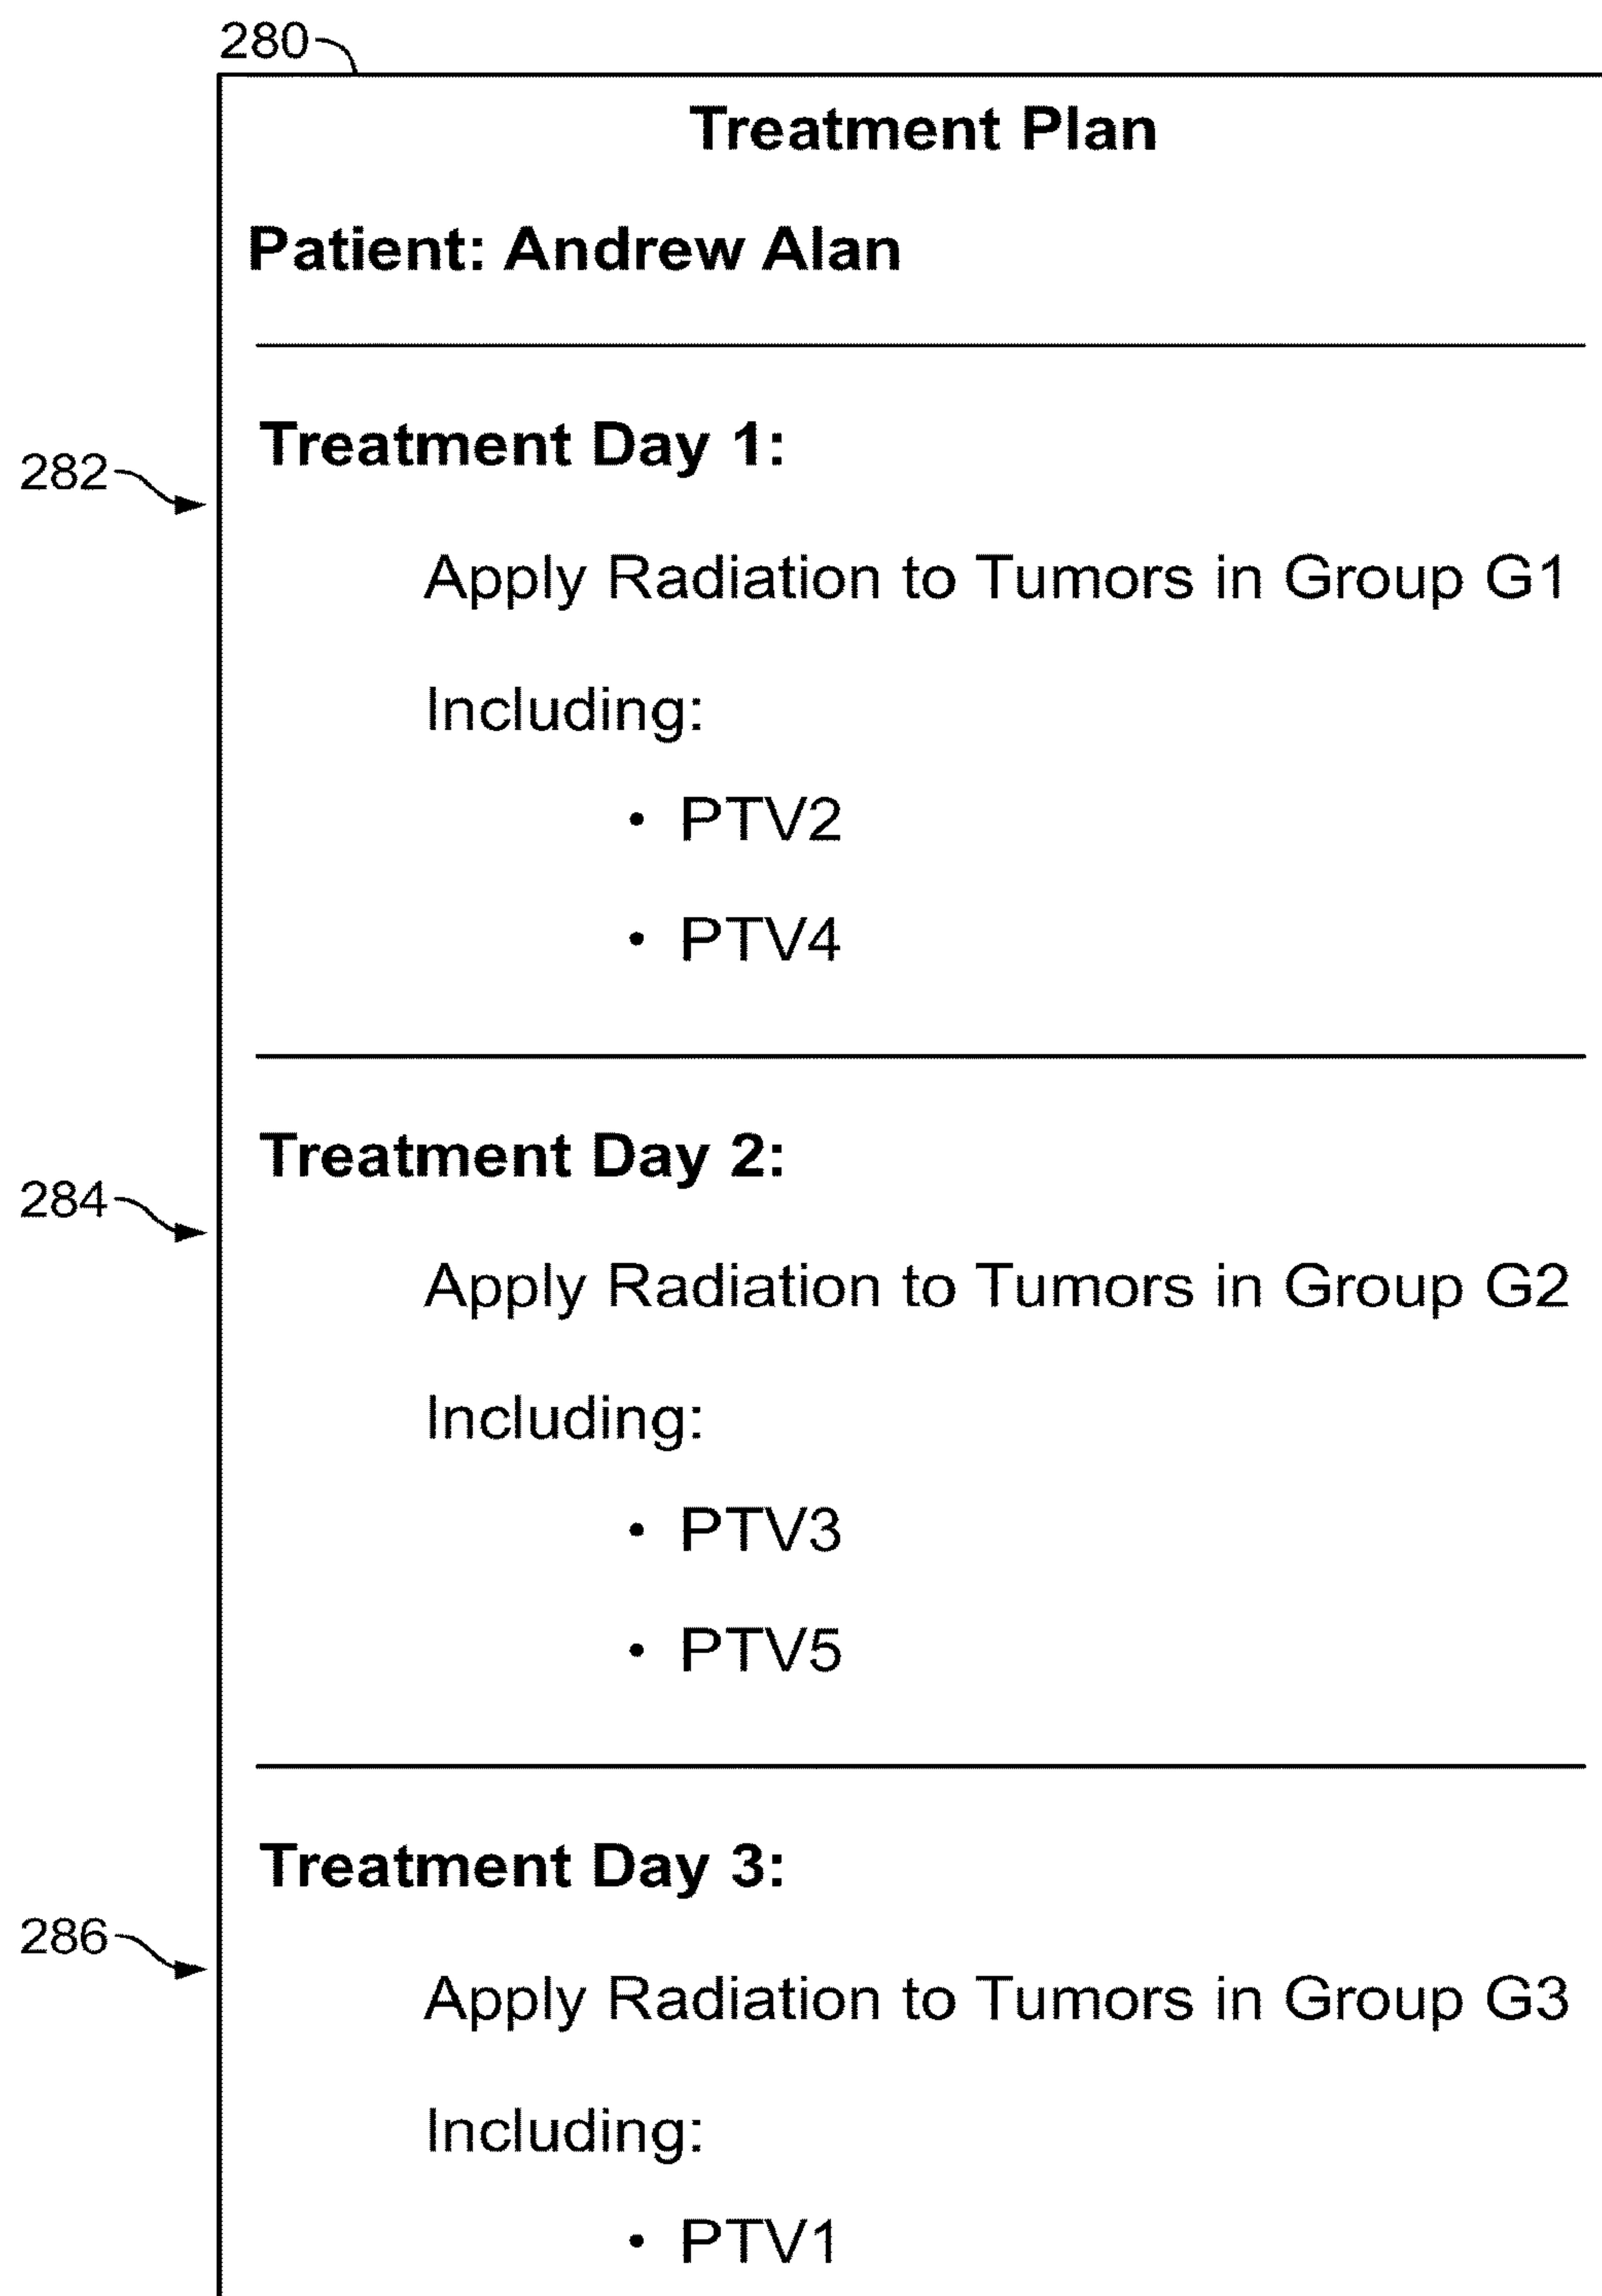 280
Treatment Plan
Patient: Andrew Alan
Treatment Day 1:
282
Apply Radiation to Tumors in Group G1
Including:
• PTV2
• PTV4
Treatment Day 2:
284
Apply Radiation to Tumors in Group G2
Including:
• PTV3
• PTV5
Treatment Day 3:
286
Apply Radiation to Tumors in Group G3
Including:
• PTV1